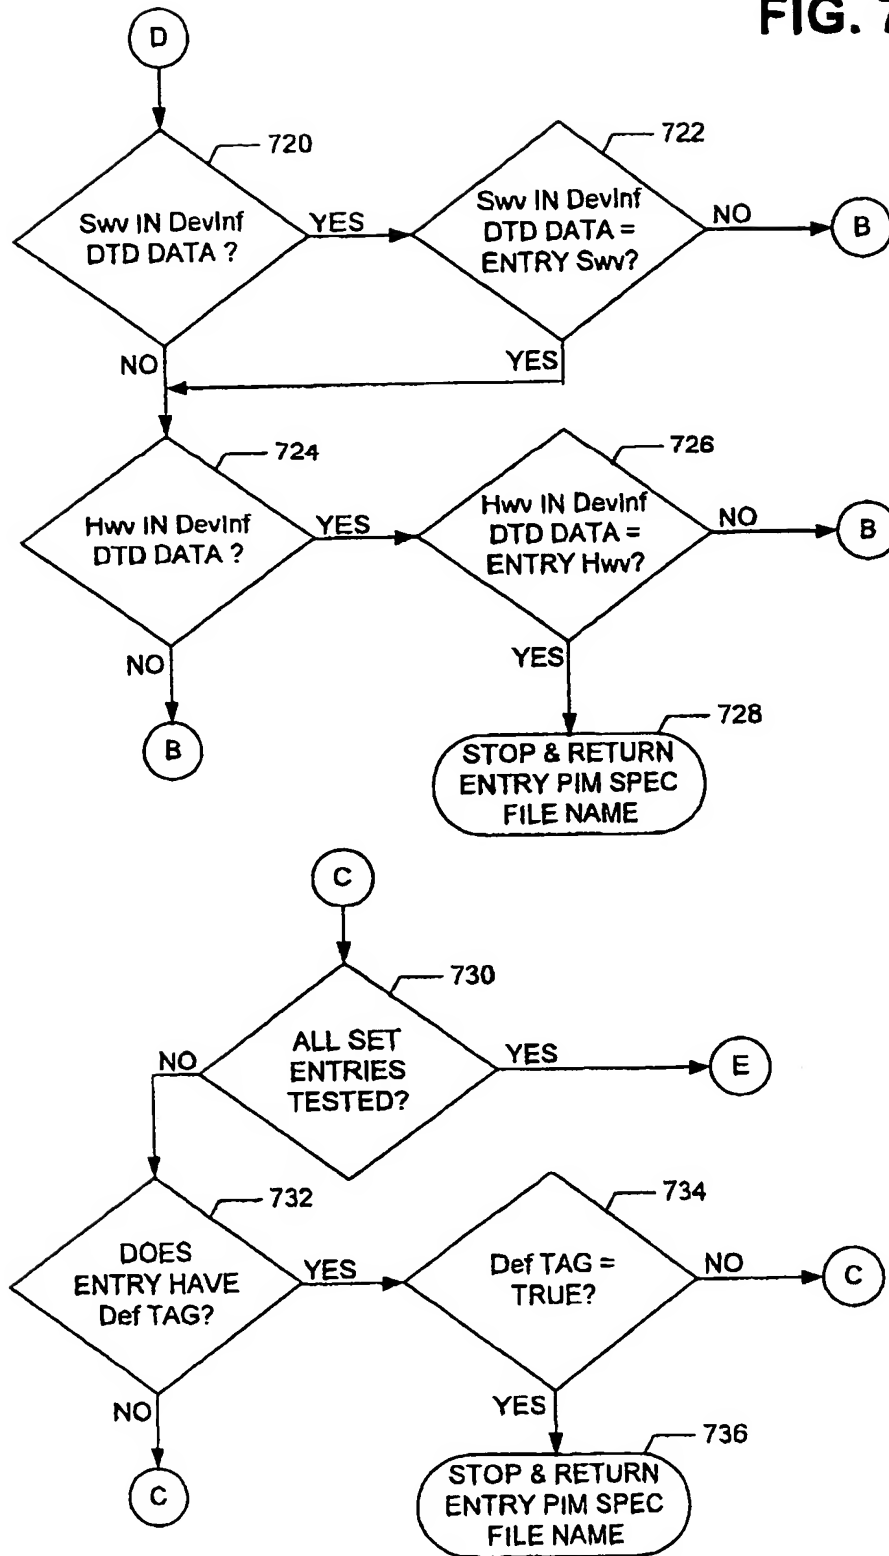 FIG. 7
D
720
Swv IN DevInf
DTD DATA ?
YES
NO
722
Swv IN DevInf
DTD DATA =
ENTRY Swv?
NO
B
YES
724
Hwv IN DevInf
DTD DATA ?
YES
NO
B
726
Hwv IN DevInf
DTD DATA =
ENTRY Hwv?
NO
B
YES
728
STOP & RETURN
ENTRY PIM SPEC
FILE NAME
C
730
ALL SET
ENTRIES
TESTED?
NO
YES
E
732
DOES
ENTRY HAVE
Def TAG?
YES
NO
C
734
Def TAG =
TRUE?
NO
C
YES
736
STOP & RETURN
ENTRY PIM SPEC
FILE NAME